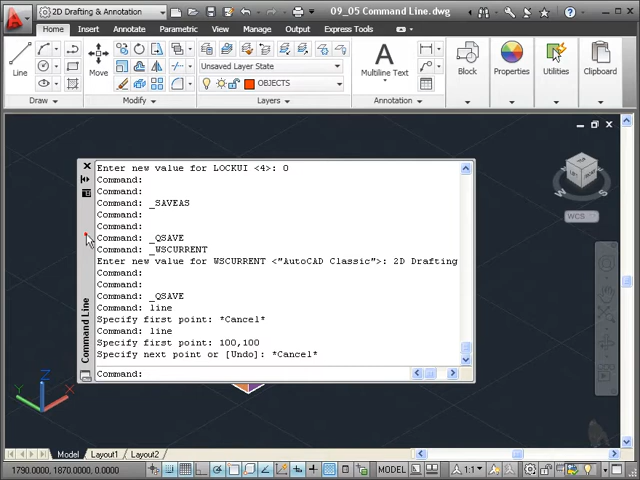 2D Drafting & Annotation
09_05 Command Line.dwg
Home Insert Annotate Parametric View Manage Output Express Tools
Line
Move
Unsaved Layer State
OBJECTS
A
Multiline Text
Block
Properties
Utilities
Clipboard
Draw
Modify
Layers
Annotation
WCS
Enter new value for LOCKUI <4>: 0
Command:
Command:
Command: _SAVEAS
Command:
Command:
Command: _QSAVE
Command: _WSCURRENT
Enter new value for WSCURRENT <"AutoCAD Classic">: 2D Drafting
Command:
Command:
Command: _QSAVE
Command: line
Specify first point: *Cancel*
Command: line
Specify first point: 100,100
Specify next point or [Undo]: *Cancel*
Command:
Command Line
Z
Y
X
Model Layout1 Layout2
1790.0000, 1870.0000, 0.0000
MODEL
1:1